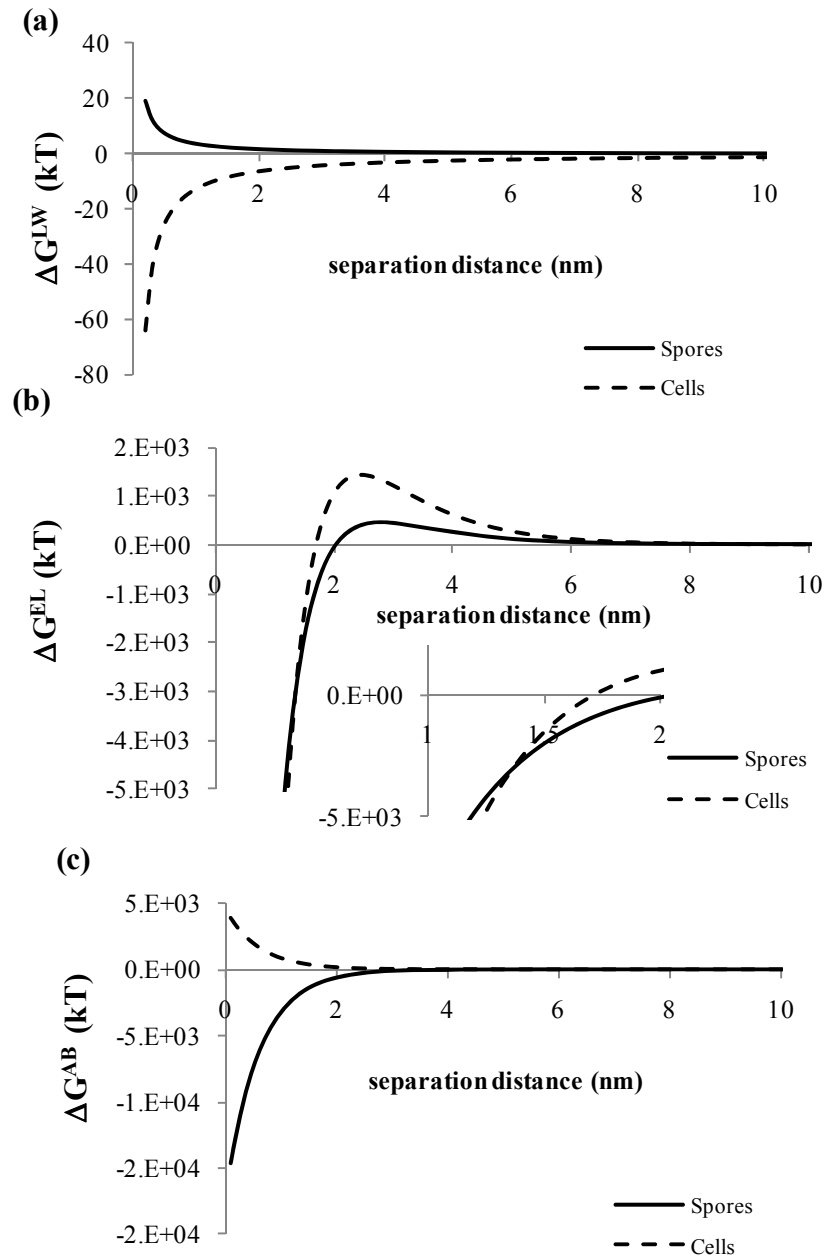 (a)
40
20
0
-20
-40
-60
-80
ΔG^LW (kT)
0 2 4 6 8 10
separation distance (nm)
Spores
Cells
(b)
2.E+03
1.E+03
0.E+00
-1.E+03
-2.E+03
-3.E+03
-4.E+03
-5.E+03
ΔG^EL (kT)
0 2 4 6 8 10
separation distance (nm)
0.E+00
-5.E+03
1 1.5 2
Spores
Cells
(c)
5.E+03
0.E+00
-5.E+03
-1.E+04
-2.E+04
-2.E+04
ΔG^AB (kT)
0 2 4 6 8 10
separation distance (nm)
Spores
Cells